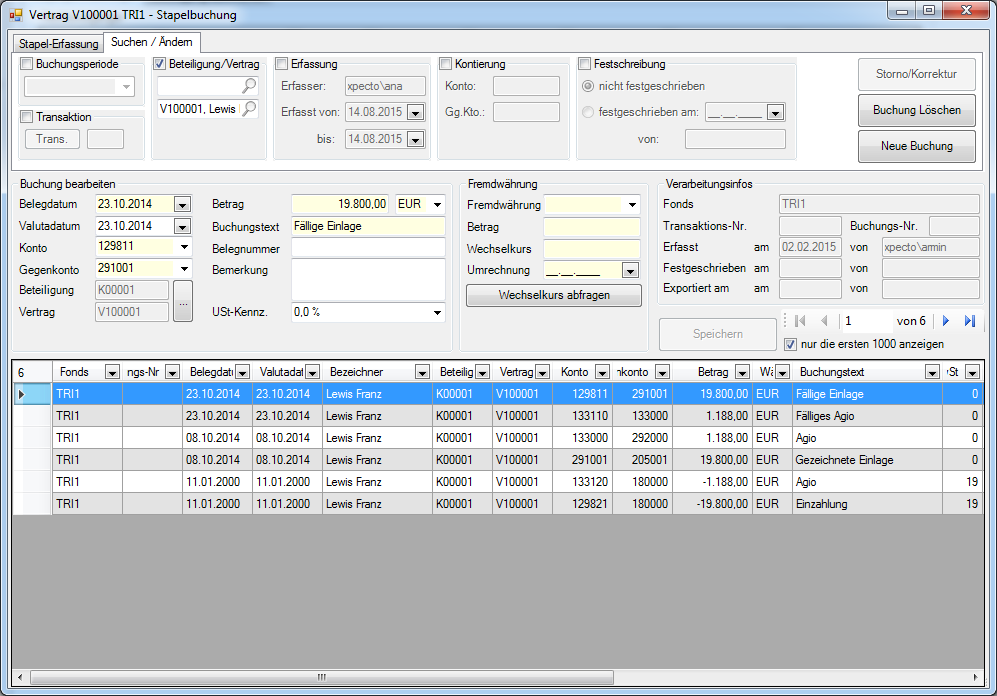 Vertrag V100001 TRI1 - Stapelbuchung
Stapel-Erfassung Suchen / Ändern
Buchungsperiode Beteiligung/Vertrag Erfassung Kontierung Festschreibung
Erfasser: xpecto\ana Konto: nicht festgeschrieben Storno/Korrektur
V100001, Lewis Erfasst von: 14.08.2015 Gg.Kto.: festgeschrieben am: __.__.____ Buchung Löschen
Transaktion
Trans. bis: 14.08.2015 von: Neue Buchung
Buchung bearbeiten Fremdwährung Verarbeitungsinfos
Belegdatum 23.10.2014 Betrag 19.800,00 EUR Fremdwährung Fonds TRI1
Valutadatum 23.10.2014 Buchungstext Fällige Einlage Betrag Transaktions-Nr. Buchungs-Nr.
Konto 129811 Belegnummer Wechselkurs Erfasst am 02.02.2015 von xpecto\armin
Gegenkonto 291001 Bemerkung Umrechnung __.__.____ Festgeschrieben am von
Beteiligung K00001 ... Wechselkurs abfragen Exportiert am am von
Vertrag V100001 USt-Kennz. 0,0 %
1 von 6
Speichern nur die ersten 1000 anzeigen
6 Fonds ngs-Nr Belegdatu Valutadat Bezeichner Beteilig Vertrag Konto nkonto Betrag Wä Buchungstext St
TRI1 23.10.2014 23.10.2014 Lewis Franz K00001 V100001 129811 291001 19.800,00 EUR Fällige Einlage 0
TRI1 23.10.2014 23.10.2014 Lewis Franz K00001 V100001 133110 133000 1.188,00 EUR Fälliges Agio 0
TRI1 08.10.2014 08.10.2014 Lewis Franz K00001 V100001 133000 292000 1.188,00 EUR Agio 0
TRI1 08.10.2014 08.10.2014 Lewis Franz K00001 V100001 291001 205001 19.800,00 EUR Gezeichnete Einlage 0
TRI1 11.01.2000 11.01.2000 Lewis Franz K00001 V100001 133120 180000 -1.188,00 EUR Agio 19
TRI1 11.01.2000 11.01.2000 Lewis Franz K00001 V100001 129821 180000 -19.800,00 EUR Einzahlung 19